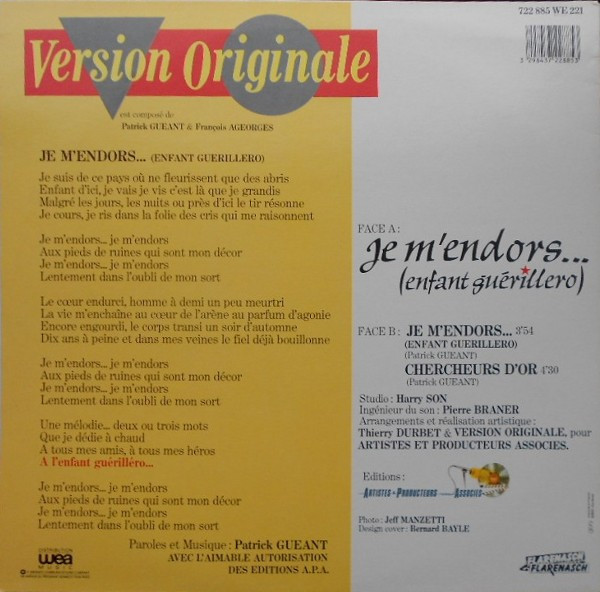 722 885 WE 221
Version Originale
est composé de
Patrick GUEANT & François AGEORGES
JE M'ENDORS... (ENFANT GUERILLERO)
Je suis de ce pays où ne fleurissent que des abris
Enfant d'ici, je vais je vis c'est là que je grandis
Malgré les jours, les nuits ou près d'ici le tir résonne
Je cours, je ris dans la folie des cris qui me raisonnent
Je m'endors... je m'endors
Aux pieds de ruines qui sont mon décor
Je m'endors... je m'endors
Lentement dans l'oubli de mon sort
Le cœur endurci, homme à demi un peu meurtri
La vie m'enchaîne au cœur de l'arène au parfum d'agonie
Encore engourdi, le corps transi un soir d'automne
Dix ans à peine et dans mes veines le fiel déjà bouillonne
Je m'endors... je m'endors
Aux pieds de ruines qui sont mon décor
Je m'endors... je m'endors
Lentement dans l'oubli de mon sort
Une mélodie... deux ou trois mots
Que je dédie à chaud
A tous mes amis, à tous mes héros
A l'enfant guérilléro...
Je m'endors... je m'endors
Aux pieds de ruines qui sont mon décor
Je m'endors... je m'endors
Lentement dans l'oubli de mon sort
Paroles et Musique : Patrick GUEANT
AVEC L'AIMABLE AUTORISATION
DES EDITIONS A.P.A.
DISTRIBUTION
wea
MUSIC
FACE A :
Je m'endors...
(enfant guérillero)
FACE B : JE M'ENDORS... 3'54
(ENFANT GUERILLERO)
(Patrick GUEANT)
CHERCHEURS D'OR 4'30
(Patrick GUEANT)
Studio : Harry SON
Ingénieur du son : Pierre BRANER
Arrangements et réalisation artistique :
Thierry DURBET & VERSION ORIGINALE, pour
ARTISTES ET PRODUCTEURS ASSOCIES.
Editions :
ARTISTES & PRODUCTEURS ASSOCIÉS
Photo : Jeff MANZETTI
Design cover : Bernard BAYLE
FLARENASCH
FLARENASCH